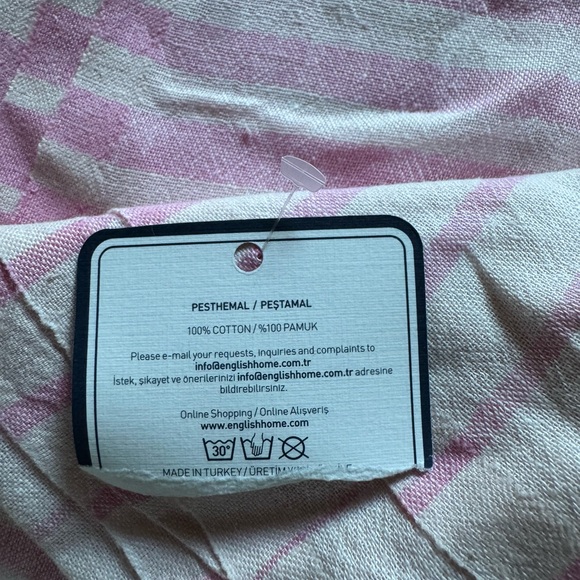 PESTHEMAL / PEŞTAMAL
100% COTTON / %100 PAMUK
Please e-mail your requests, inquiries and complaints to
info@englishhome.com.tr
İstek, şikayet ve önerilerinizi info@englishhome.com.tr adresine
bildirebilirsiniz.
Online Shopping / Online Alışveriş
www.englishhome.com
30°
MADE IN TURKEY / ÜRETİM